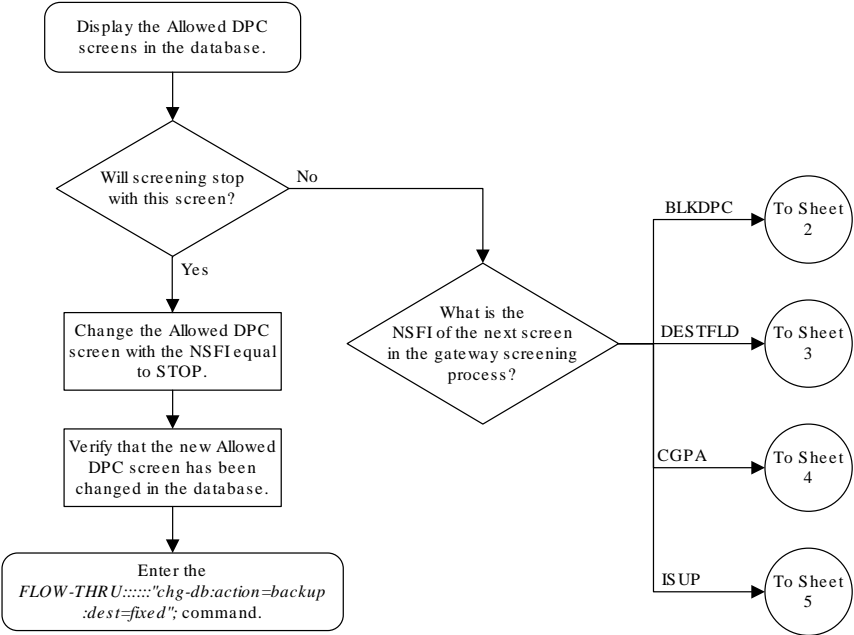 Display the Allowed DPC
screens in the database.
Will screening stop
with this screen?
No
Yes
Change the Allowed DPC
screen with the NSFI equal
to STOP.
Verify that the new Allowed
DPC screen has been
changed in the database.
Enter the
FLOW-THRU::::::"chg-db:action=backup
:dest=fixed"; command.
What is the
NSFI of the next screen
in the gateway screening
process?
BLKDPC
To Sheet
2
DESTFLD
To Sheet
3
CGPA
To Sheet
4
ISUP
To Sheet
5